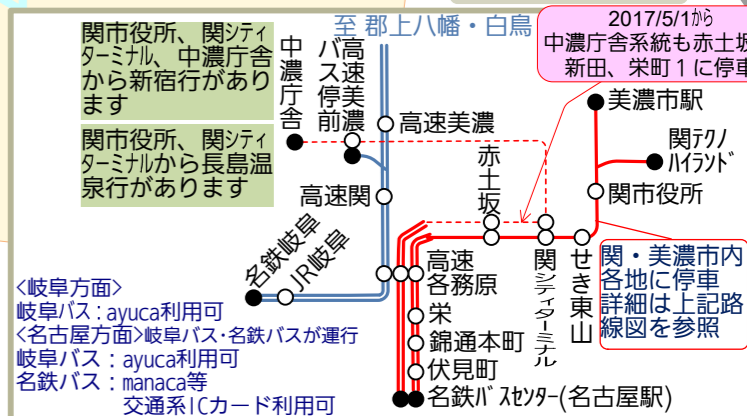 関市役所、関シティ
ターミナル、中濃庁舎
から新宿行があり
ます
関市役所、関シティ
ターミナルから長島温
泉行があります
至 郡上八幡・白鳥
2017/5/1から
中濃庁舎系統も赤土坂
新田、栄町１に停車
中濃庁舎
高速美濃前
バス停
高速美濃
美濃市駅
関テクノ
ハイランド
赤土坂
関市役所
高速関
名鉄岐阜
JR岐阜
高速
各務原
関シティターミナル
せき東山
関・美濃市内
各地に停車
詳細は上記路
線図を参照
栄
錦通本町
伏見町
名鉄バスセンター(名古屋駅)
<岐阜方面>
岐阜バス：ayuca利用可
<名古屋方面>岐阜バス・名鉄バスが運行
岐阜バス：ayuca利用可
名鉄バス：manaca等
交通系ICカード利用可